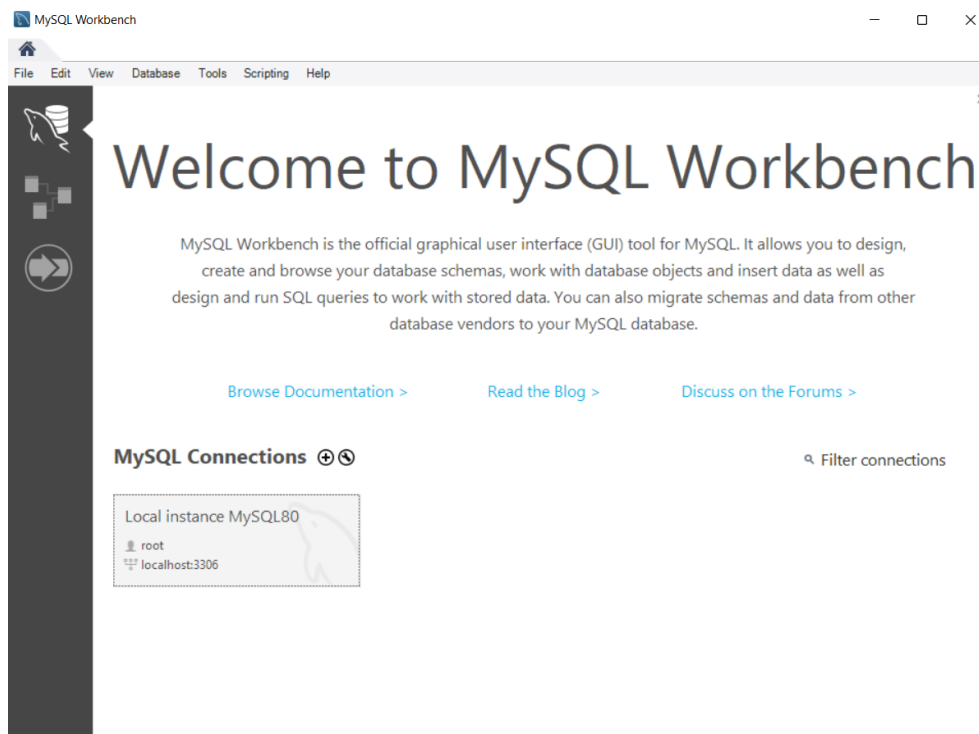 MySQL Workbench
File Edit View Database Tools Scripting Help
Welcome to MySQL Workbench
MySQL Workbench is the official graphical user interface (GUI) tool for MySQL. It allows you to design,
create and browse your database schemas, work with database objects and insert data as well as
design and run SQL queries to work with stored data. You can also migrate schemas and data from other
database vendors to your MySQL database.
Browse Documentation > Read the Blog > Discuss on the Forums >
MySQL Connections Filter connections
Local instance MySQL80
root
localhost:3306